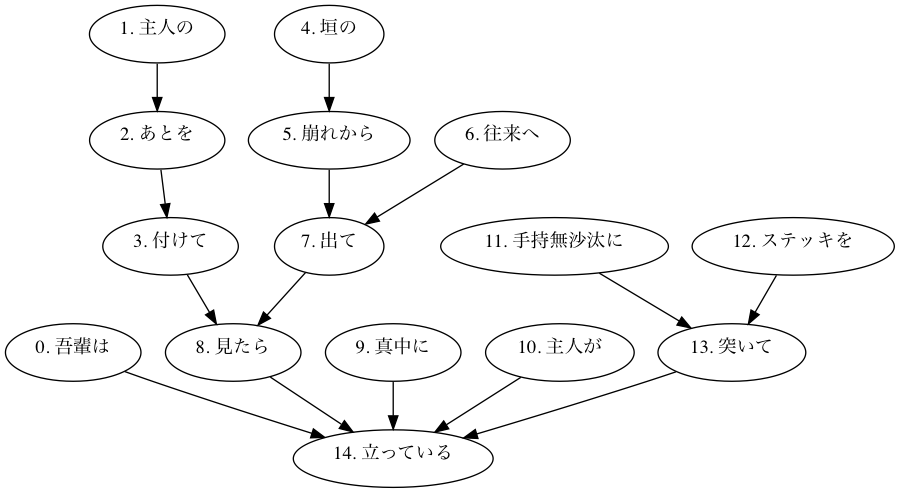 1. 主人の
4. 垣の
2. あとを
5. 崩れから
6. 往来へ
3. 付けて
7. 出て
11. 手持無沙汰に
12. ステッキを
0. 吾輩は
8. 見たら
9. 真中に
10. 主人が
13. 突いて
14. 立っている